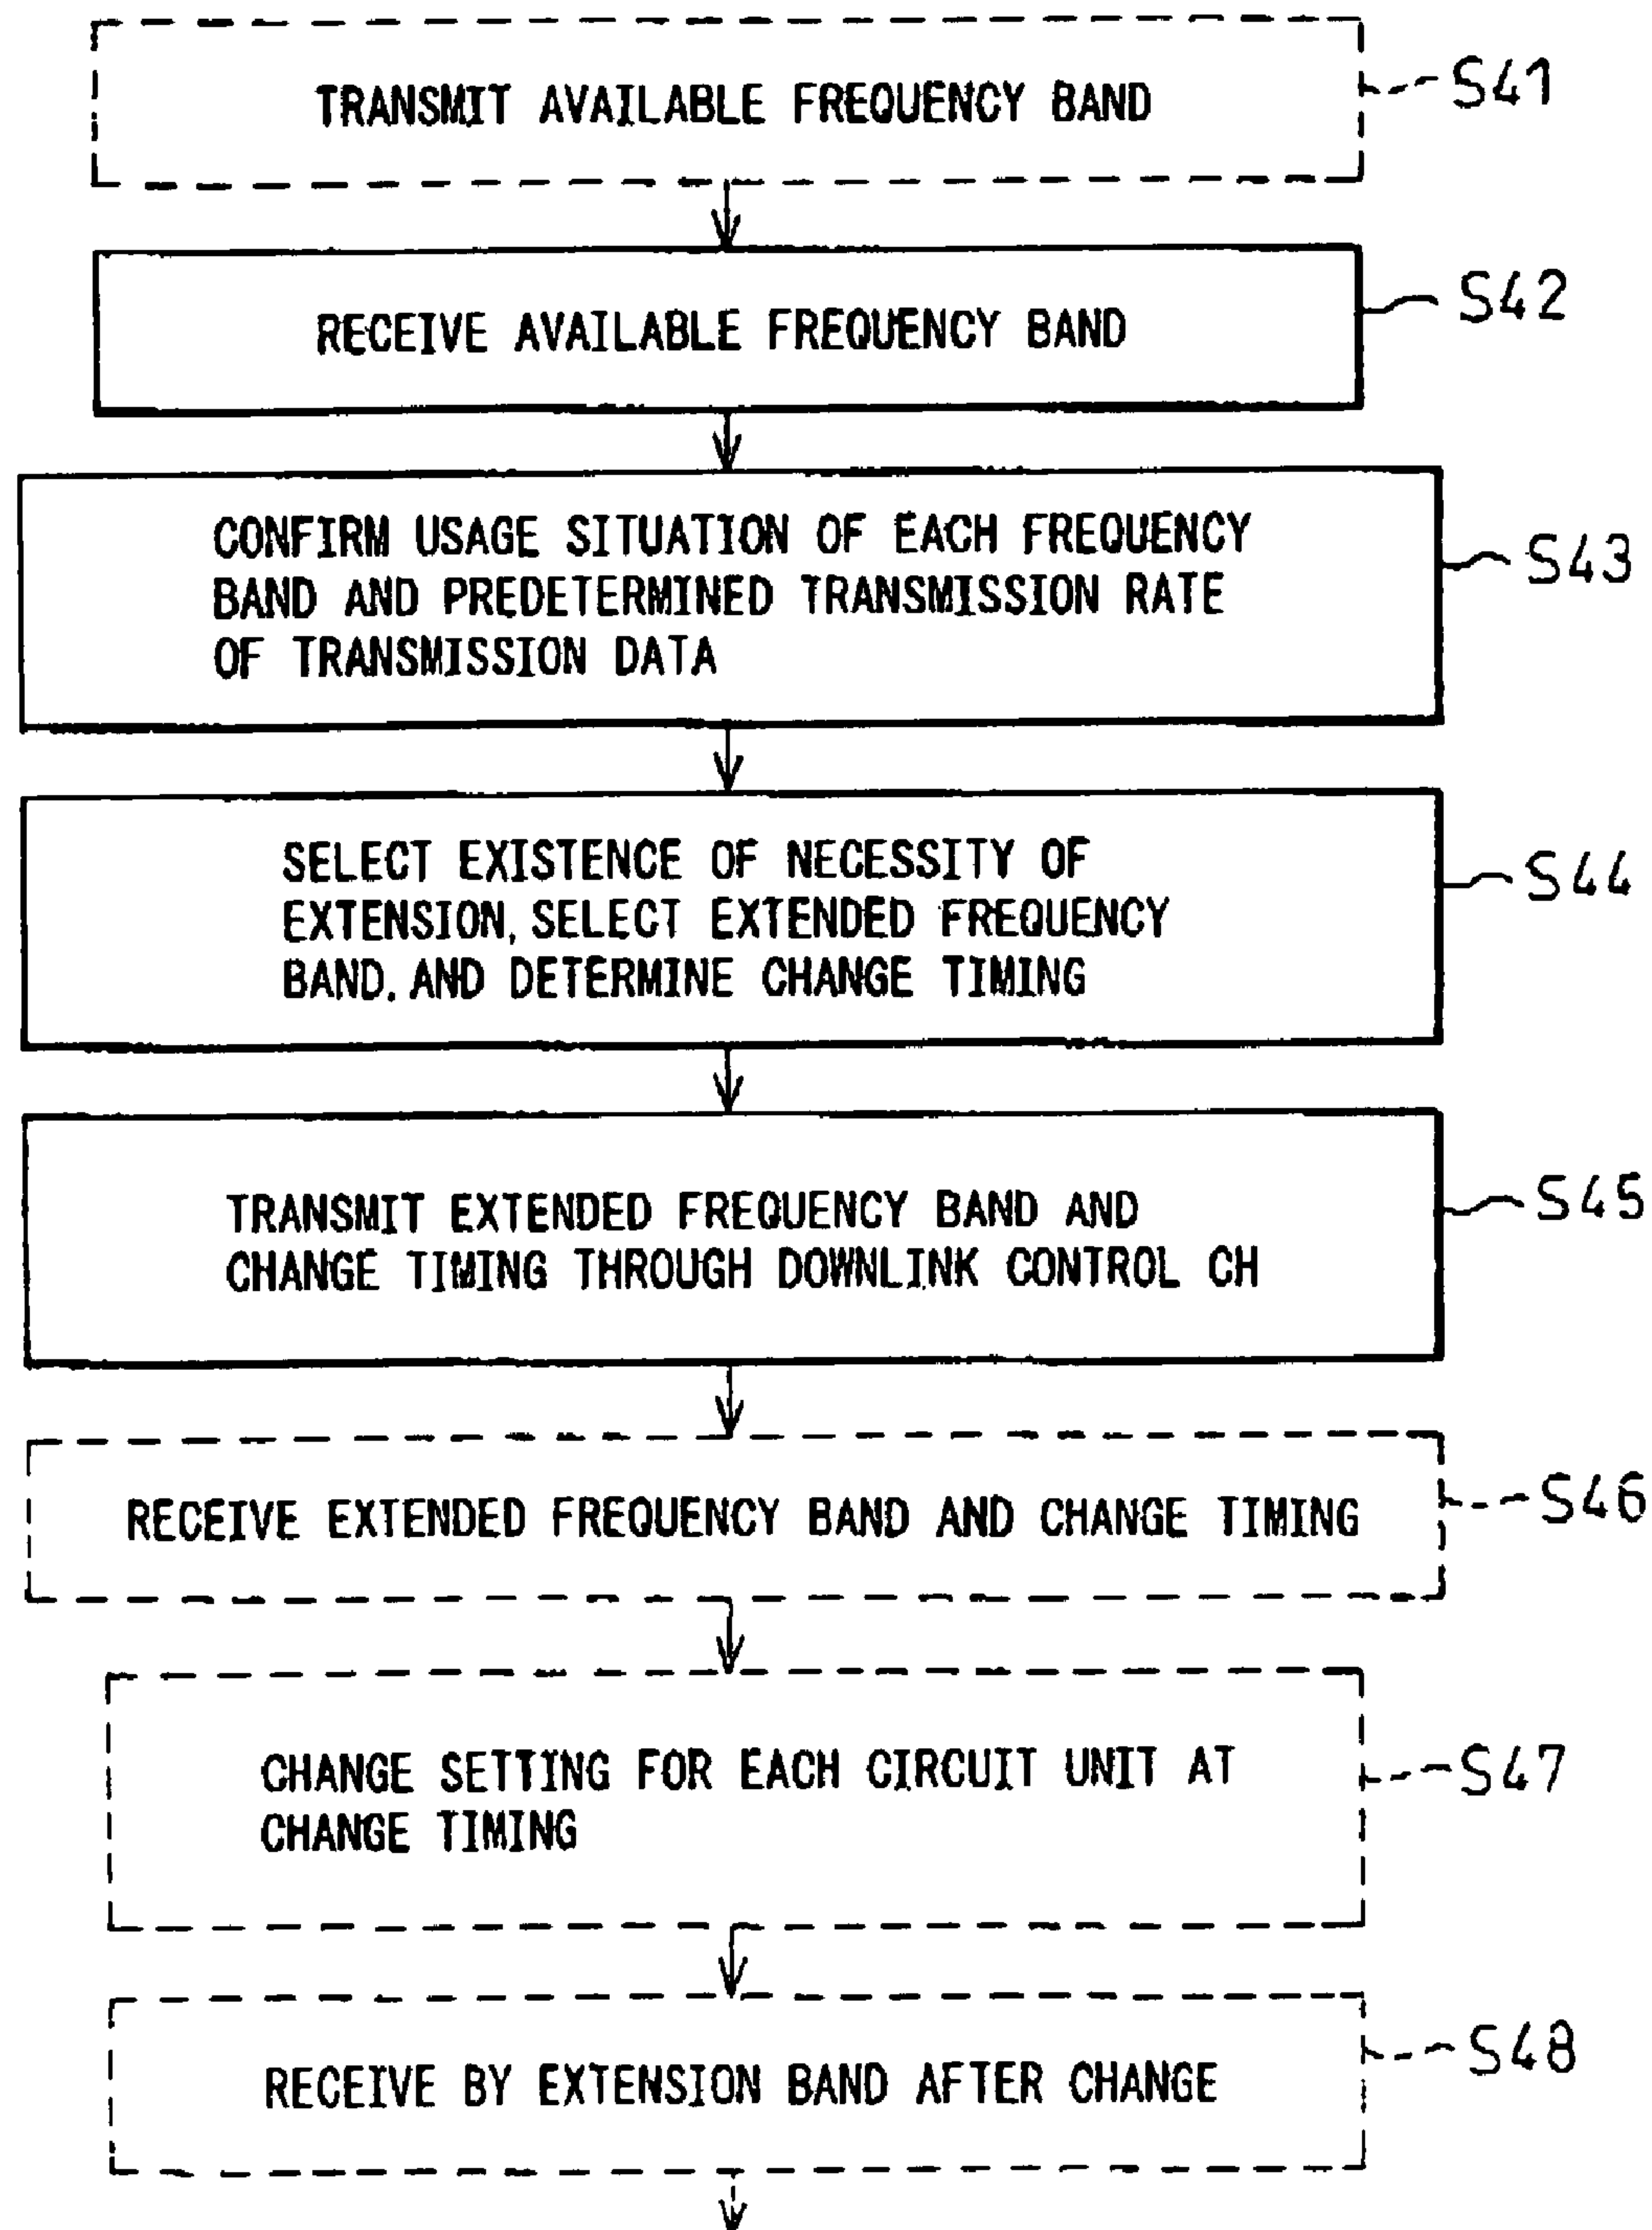 TRANSMIT AVAILABLE FREQUENCY BAND
S41
RECEIVE AVAILABLE FREQUENCY BAND
S42
CONFIRM USAGE SITUATION OF EACH FREQUENCY
BAND AND PREDETERMINED TRANSMISSION RATE
OF TRANSMISSION DATA
S43
SELECT EXISTENCE OF NECESSITY OF
EXTENSION, SELECT EXTENDED FREQUENCY
BAND. AND DETERMINE CHANGE TIMING
S44
TRANSMIT EXTENDED FREQUENCY BAND AND
CHANGE TIMING THROUGH DOWNLINK CONTROL CH
S45
RECEIVE EXTENDED FREQUENCY BAND AND CHANGE TIMING
S46
CHANGE SETTING FOR EACH CIRCUIT UNIT AT
CHANGE TIMING
S47
RECEIVE BY EXTENSION BAND AFTER CHANGE
S48